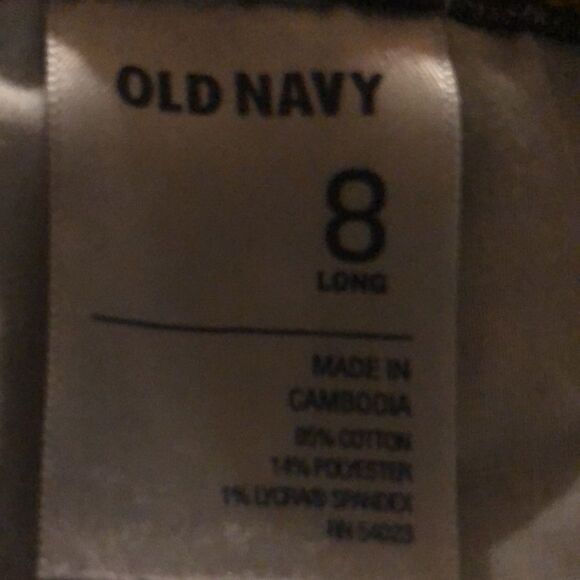 OLD NAVY
8
LONG
MADE IN
CAMBODIA
85% COTTON
14% POLYESTER
1% LYCRA® SPANDEX
RN 54023